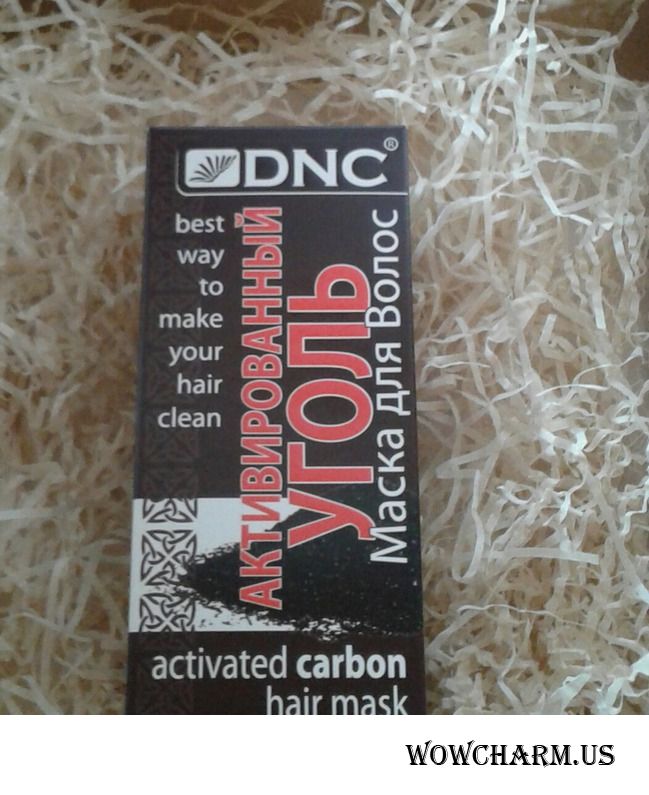 DNC®
best
way
to
make
your
hair
clean
АКТИВИРОВАННЫЙ
УГОЛЬ
Маска для Волос
activated carbon
hair mask
WOWCHARM.US